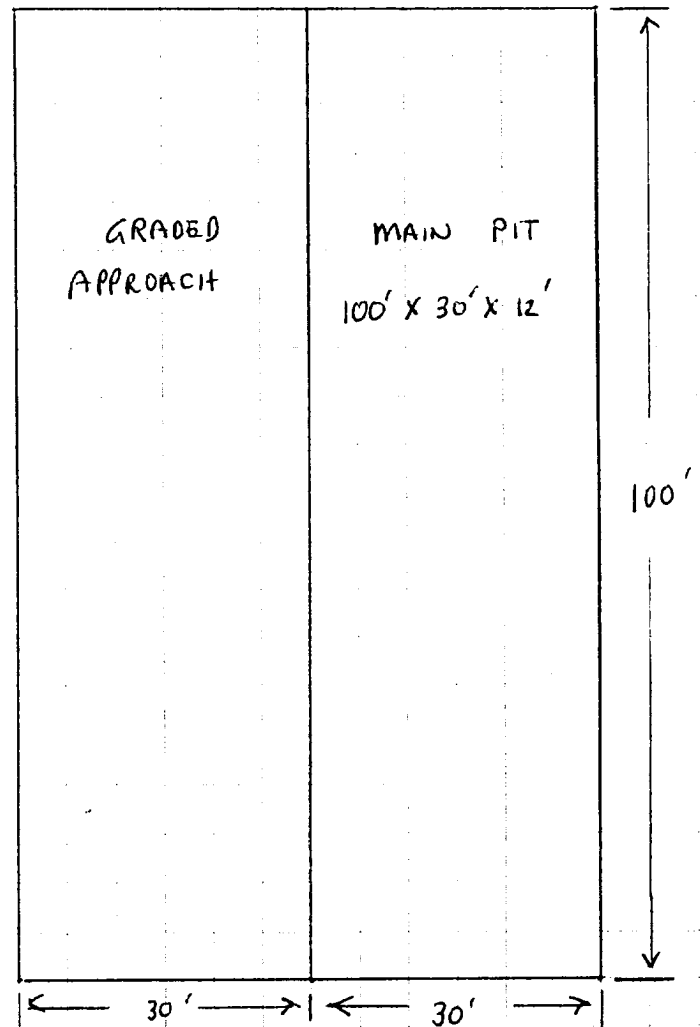 GRADED
APPROACH
MAIN PIT
100' X 30' X 12'
100'
30'
30'